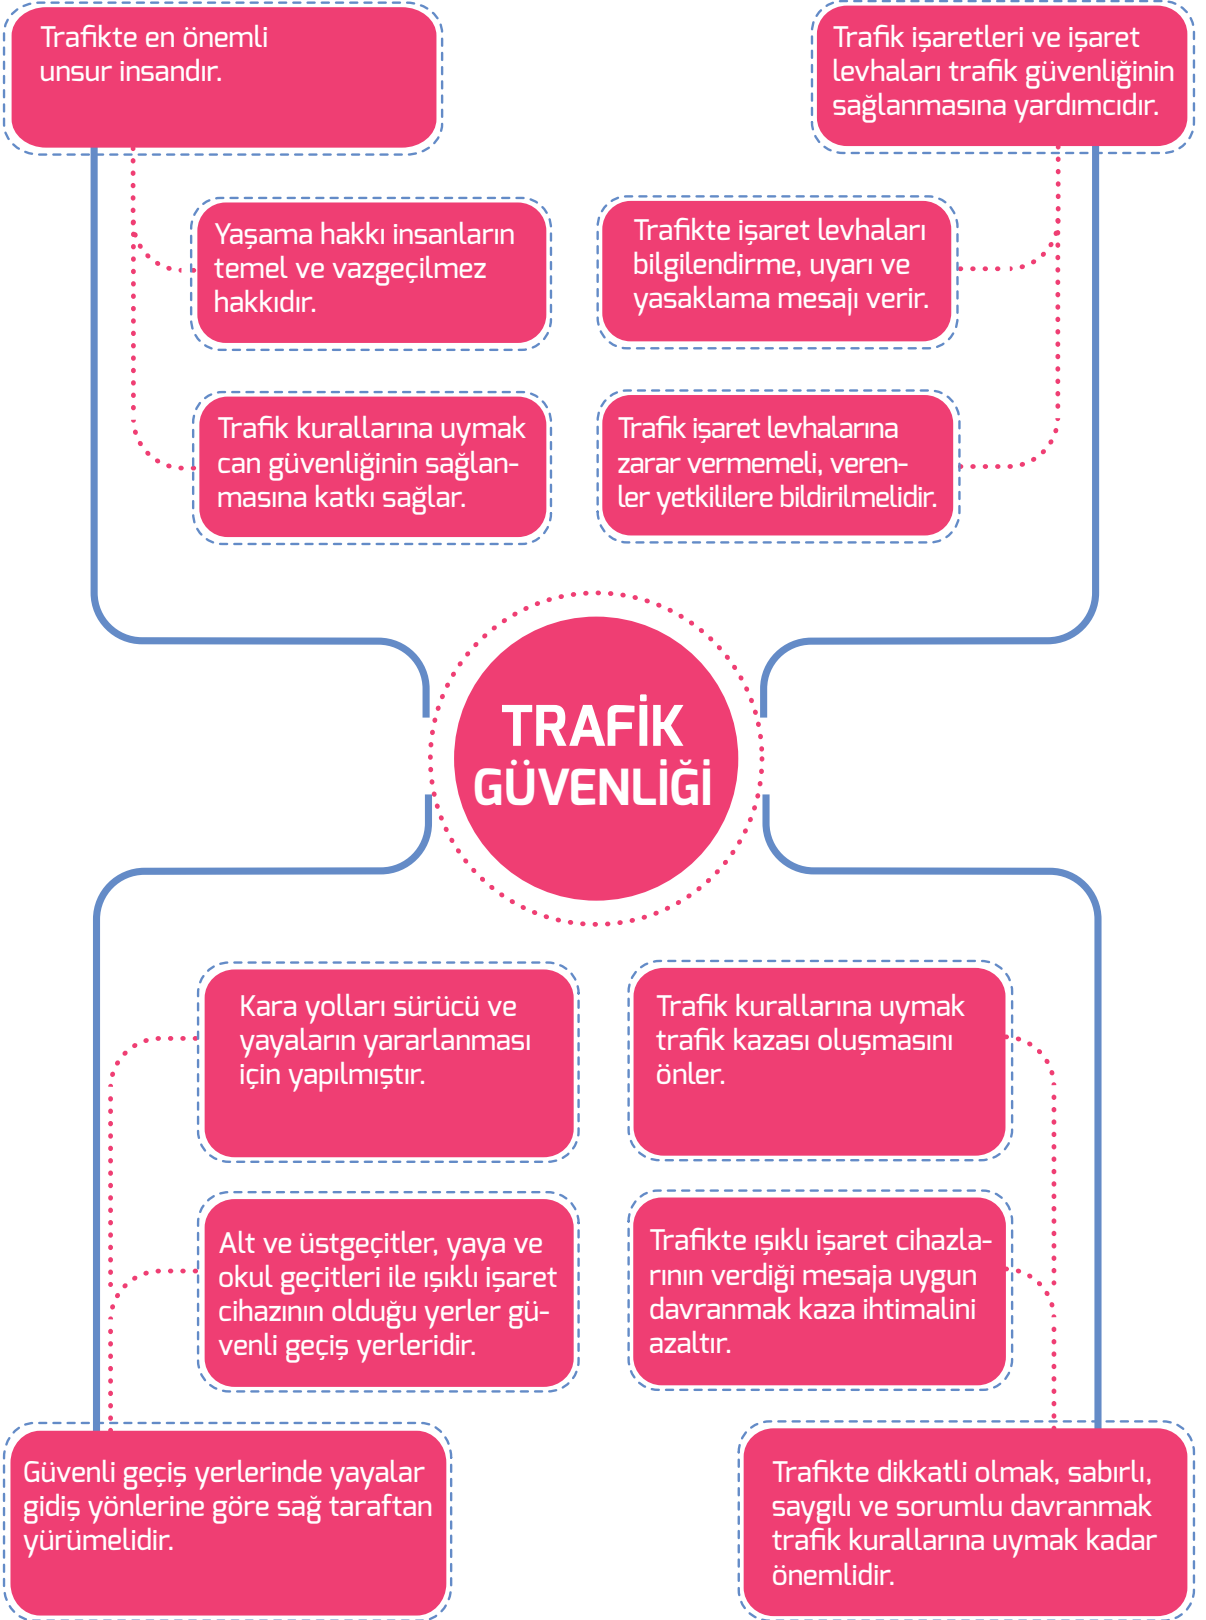 Trafikte en önemli
unsur insandır.
Trafik işaretleri ve işaret
levhaları trafik güvenliğinin
sağlanmasına yardımcıdır.
Yaşama hakkı insanların
temel ve vazgeçilmez
hakkıdır.
Trafikte işaret levhaları
bilgilendirme, uyarı ve
yasaklama mesajı verir.
Trafik kurallarına uymak
can güvenliğinin sağlan-
masına katkı sağlar.
Trafik işaret levhalarına
zarar vermemeli, veren-
ler yetkililere bildirilmelidir.
TRAFİK
GÜVENLİĞİ
Kara yolları sürücü ve
yayaların yararlanması
için yapılmıştır.
Trafik kurallarına uymak
trafik kazası oluşmasını
önler.
Alt ve üstgeçitler, yaya ve
okul geçitleri ile ışıklı işaret
cihazının olduğu yerler gü-
venli geçiş yerleridir.
Trafikte ışıklı işaret cihazla-
rının verdiği mesaja uygun
davranmak kaza ihtimalini
azaltır.
Güvenli geçiş yerlerinde yayalar
gidiş yönlerine göre sağ taraftan
yürümelidir.
Trafikte dikkatli olmak, sabırlı,
saygılı ve sorumlu davranmak
trafik kurallarına uymak kadar
önemlidir.